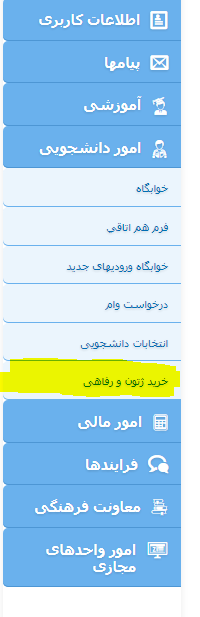 اطلاعات کاربری
پیامها
آموزشی
امور دانشجویی
خوابگاه
فرم هم اتاقی
خوابگاه ورودیهای جدید
درخواست وام
انتخابات دانشجویی
خرید ژتون و رفاهی
امور مالی
فرایندها
معاونت فرهنگی
امور واحدهای
مجازی